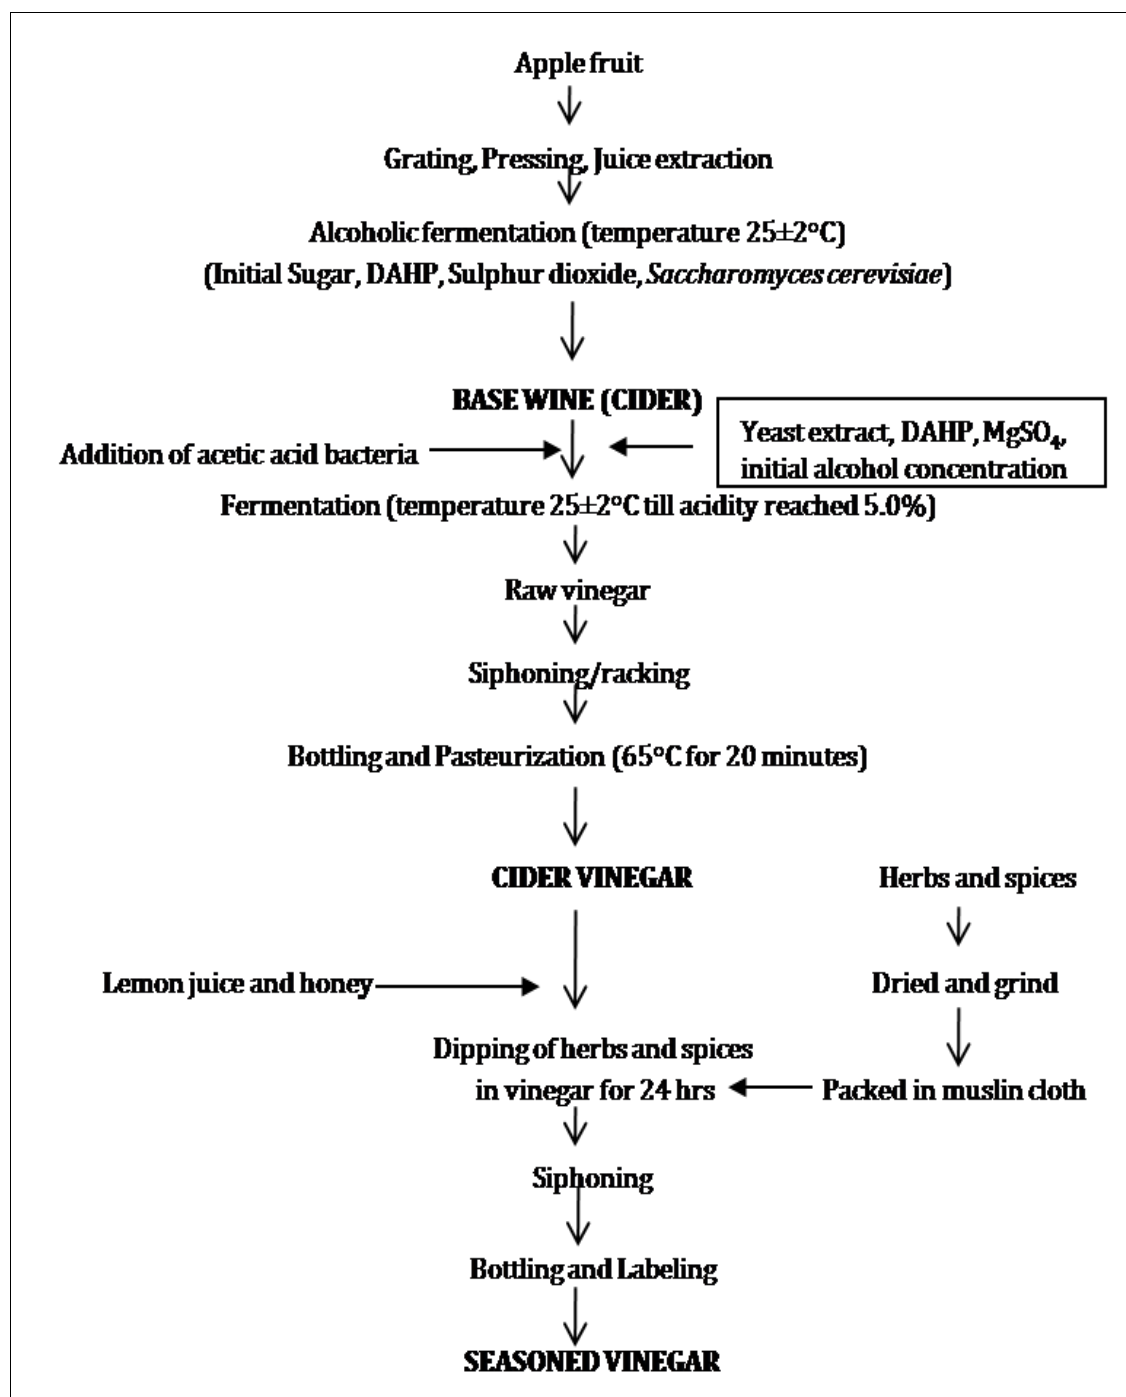 Apple fruit
Grating, Pressing, Juice extraction
Alcoholic fermentation (temperature 25±2°C)
(Initial Sugar, DAHP, Sulphur dioxide, Saccharomyces cerevisiae)
BASE WINE (CIDER)
Addition of acetic acid bacteria
Yeast extract, DAHP, MgSO₄,
initial alcohol concentration
Fermentation (temperature 25±2°C till acidity reached 5.0%)
Raw vinegar
Siphoning/racking
Bottling and Pasteurization (65°C for 20 minutes)
CIDER VINEGAR
Herbs and spices
Lemon juice and honey
Dried and grind
Dipping of herbs and spices
in vinegar for 24 hrs
Packed in muslin cloth
Siphoning
Bottling and Labeling
SEASONED VINEGAR